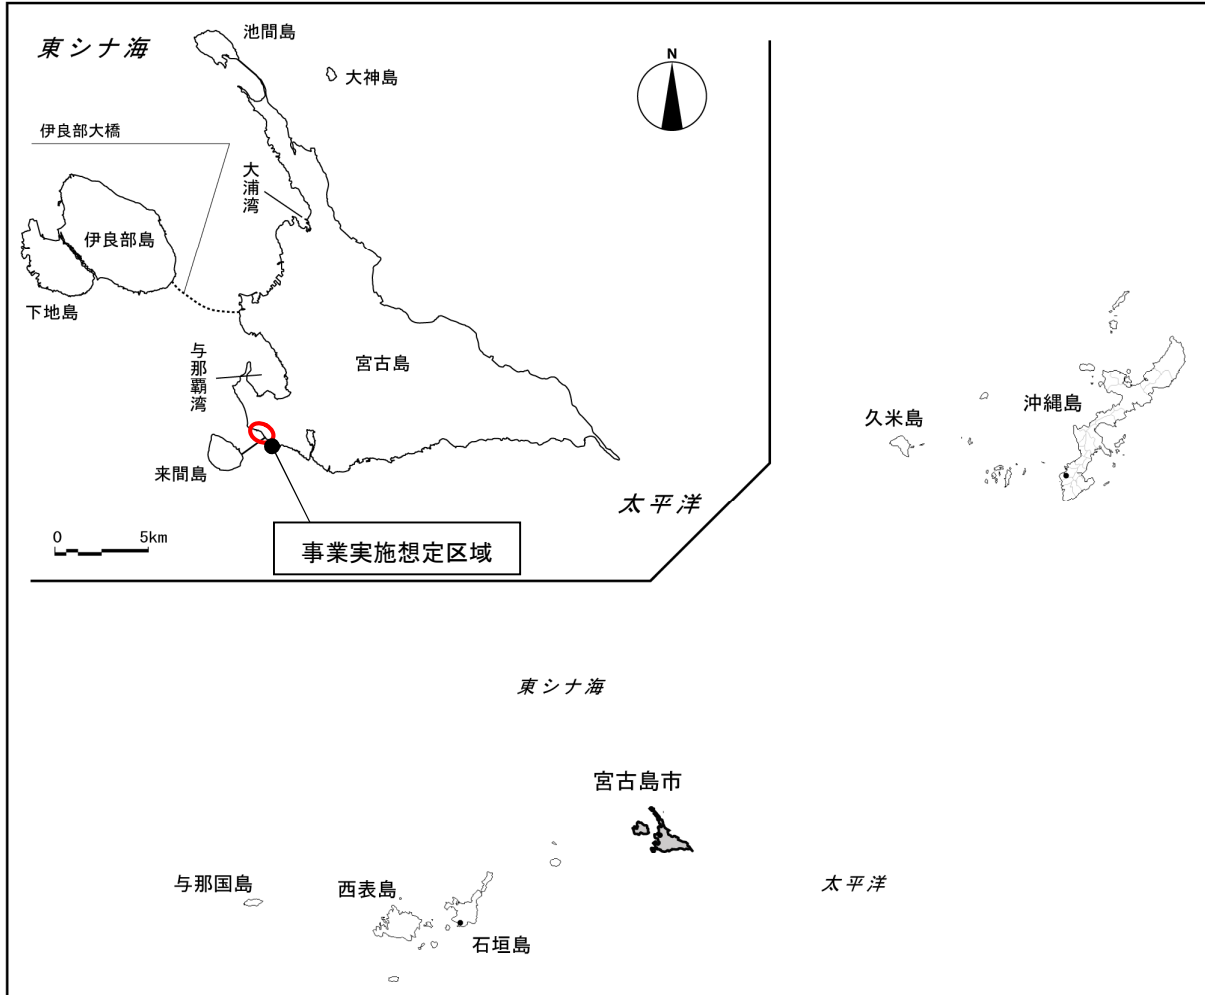 池間島
東シナ海
大神島
N
伊良部大橋
大浦湾
伊良部島
下地島
与那覇湾
宮古島
来間島
太平洋
0 5km
事業実施想定区域
久米島
沖縄島
東シナ海
宮古島市
与那国島
西表島
太平洋
石垣島